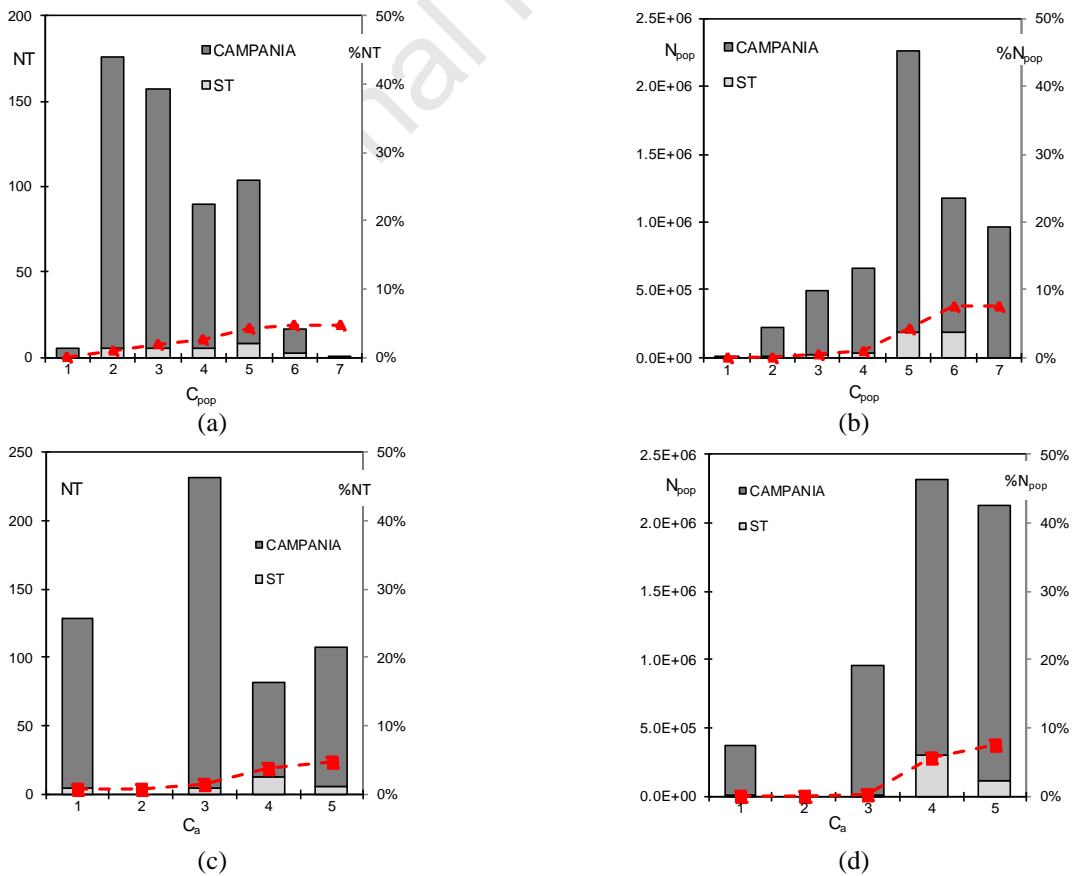 nal
200
150
100
50
0
NT
50%
40%
30%
20%
10%
0%
%NT
CAMPANIA
ST
1 2 3 4 5 6 7
Cpop
(a)
2.5E+06
2.0E+06
1.5E+06
1.0E+06
5.0E+05
0.0E+00
Npop
50%
40%
30%
20%
10%
0%
%Npop
CAMPANIA
ST
1 2 3 4 5 6 7
Cpop
(b)
250
200
150
100
50
0
NT
50%
40%
30%
20%
10%
0%
%NT
CAMPANIA
ST
1 2 3 4 5
Ca
(c)
2.5E+06
2.0E+06
1.5E+06
1.0E+06
5.0E+05
0.0E+00
Npop
50%
40%
30%
20%
10%
0%
%Npop
CAMPANIA
ST
1 2 3 4 5
Ca
(d)